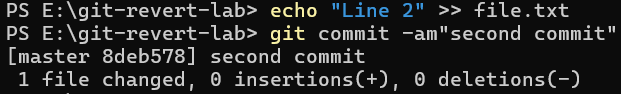 PS E:\git-revert-lab> echo "Line 2" >> file.txt
PS E:\git-revert-lab> git commit -am"second commit"
[master 8deb578] second commit
 1 file changed, 0 insertions(+), 0 deletions(-)